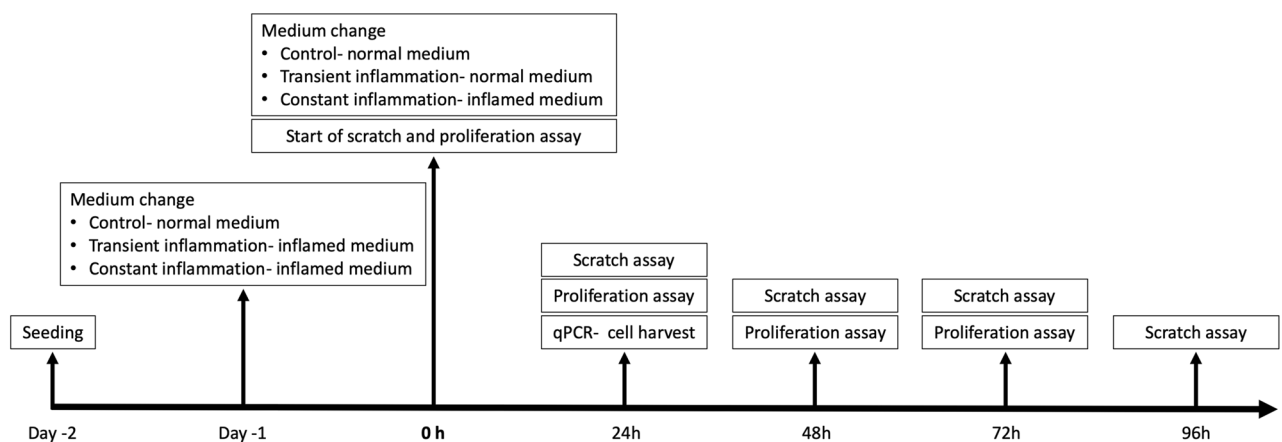 Medium change
• Control- normal medium
• Transient inflammation- normal medium
• Constant inflammation- inflamed medium
Start of scratch and proliferation assay
Medium change
• Control- normal medium
• Transient inflammation- inflamed medium
• Constant inflammation- inflamed medium
Seeding
Scratch assay
Proliferation assay
qPCR- cell harvest
Scratch assay
Proliferation assay
Scratch assay
Proliferation assay
Scratch assay
Day -2
Day -1
0 h
24h
48h
72h
96h